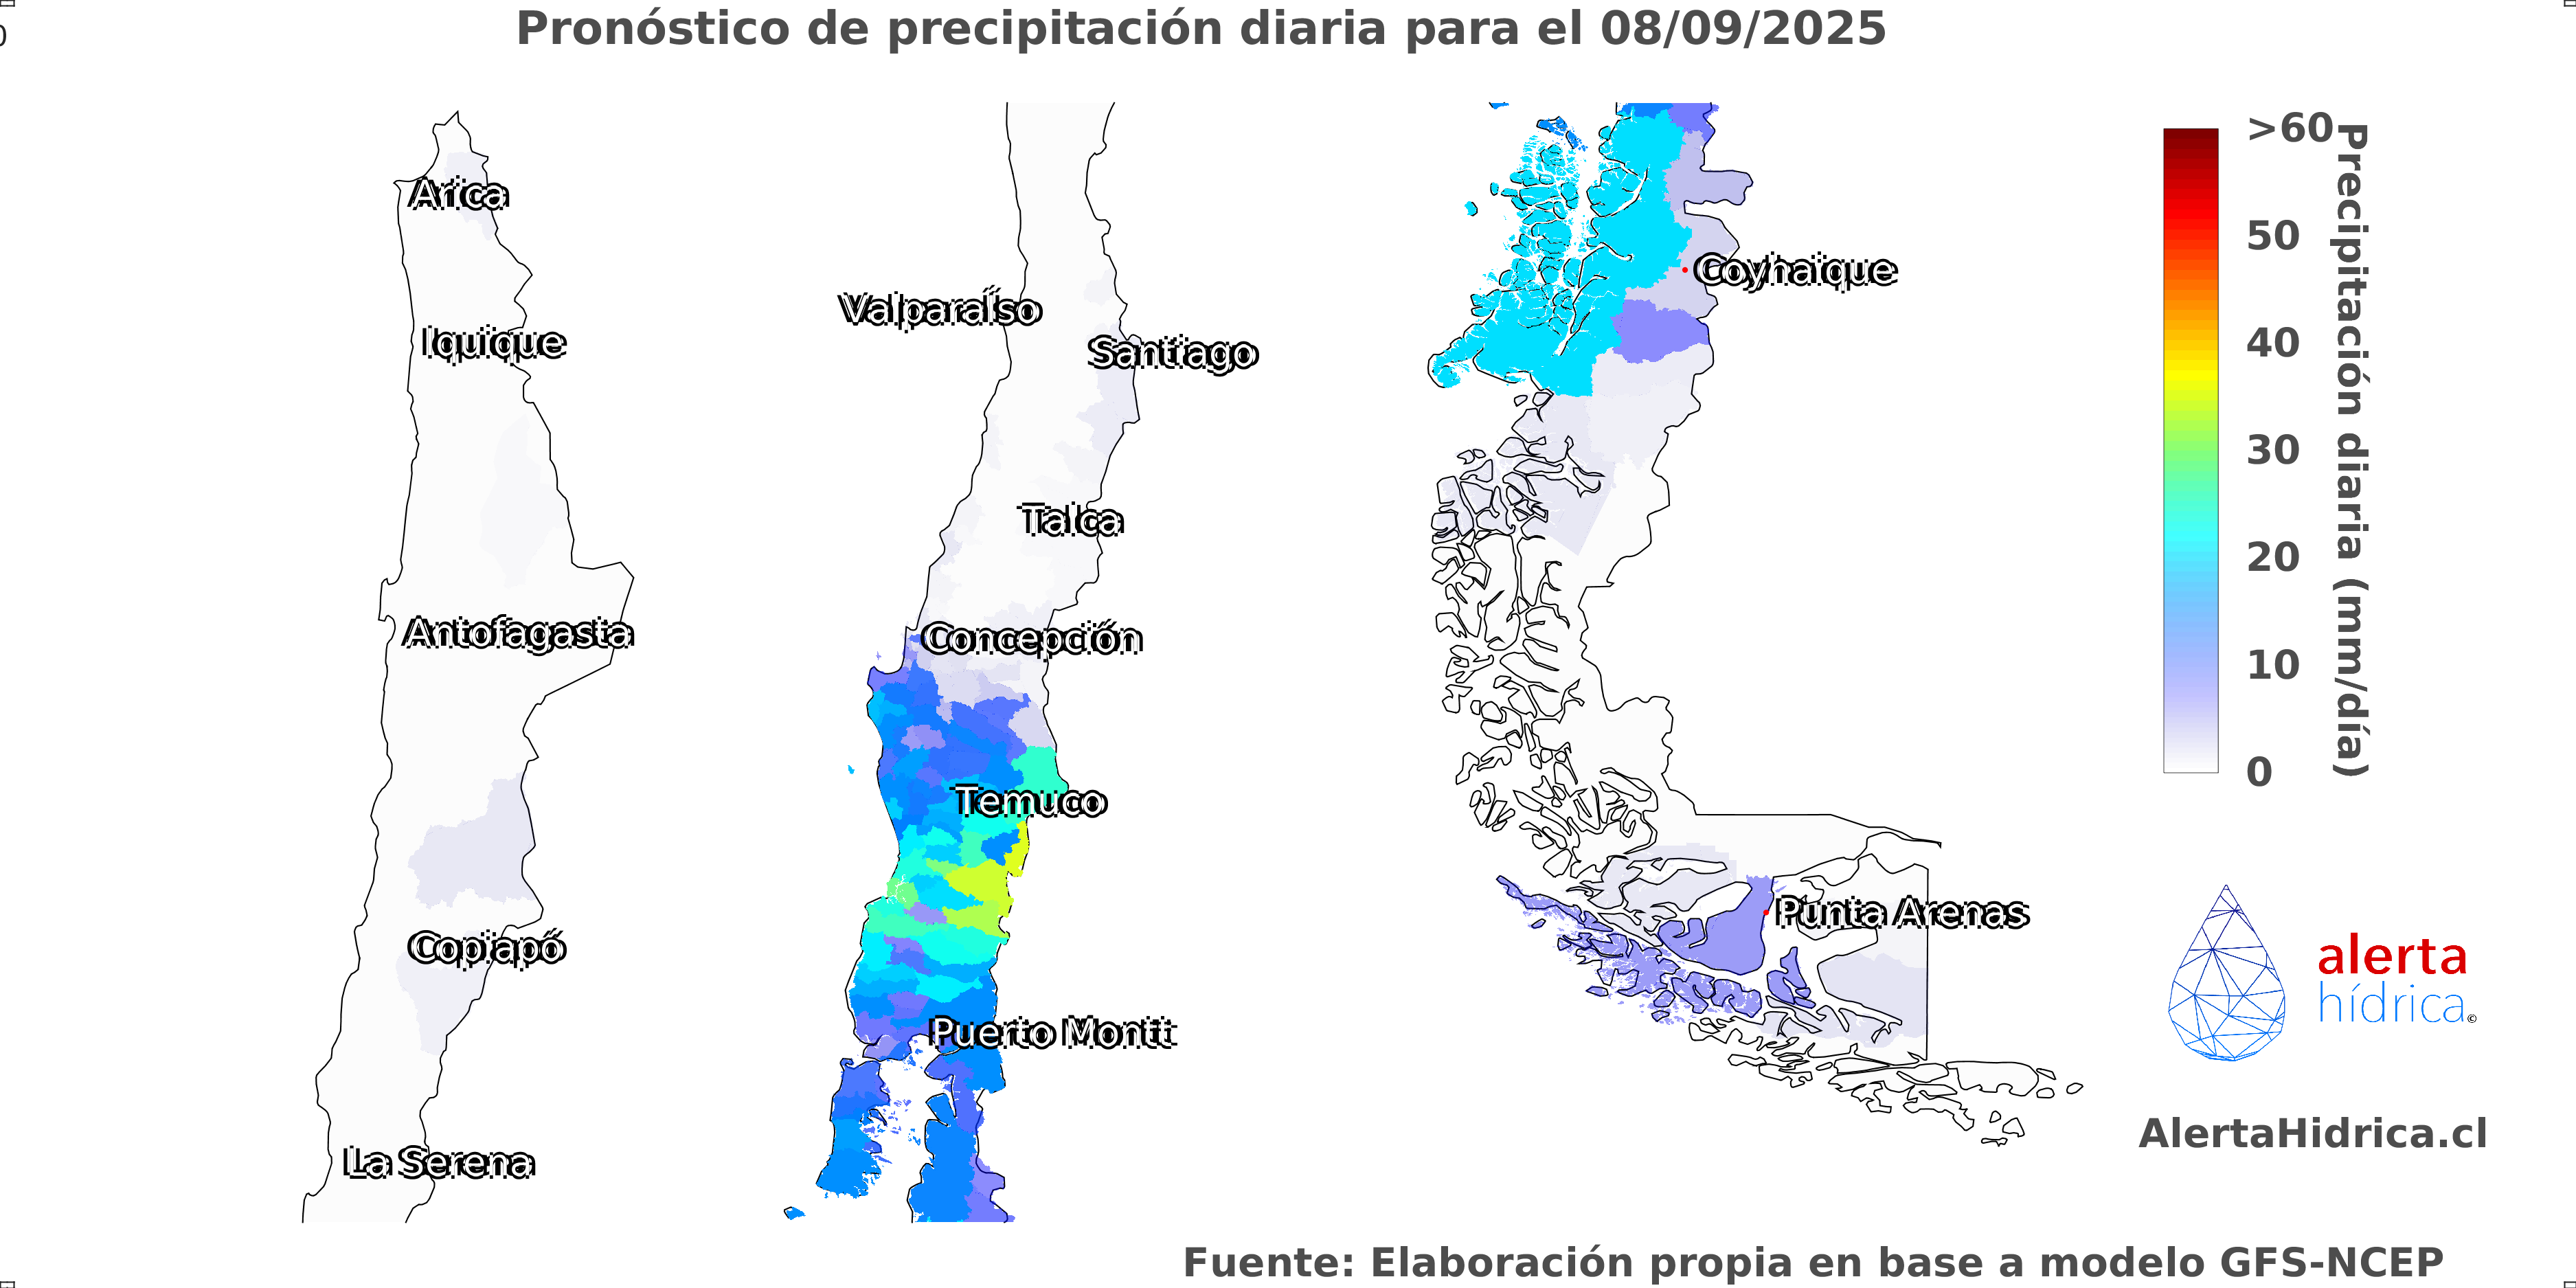 Pronóstico de precipitación diaria para el 08/09/2025
0
Arica
Iquique
Antofagasta
Copiapó
La Serena
Valparaíso
Santiago
Talca
Concepción
Temuco
Puerto Montt
Coyhaique
Punta Arenas
>60
50
40
30
20
10
0
Precipitación diaria (mm/día)
alerta
hídrica©
AlertaHidrica.cl
Fuente: Elaboración propia en base a modelo GFS-NCEP